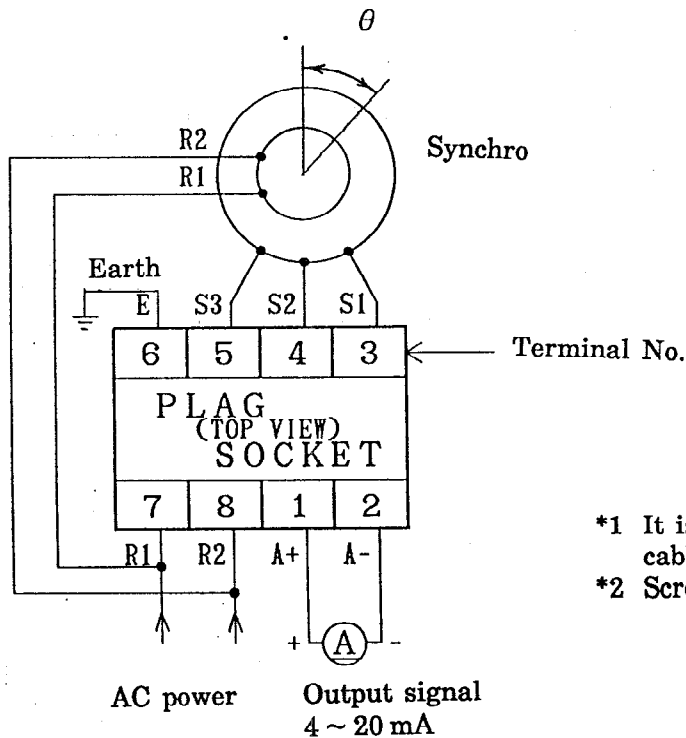 θ
R2
R1
Synchro
Earth
E S3 S2 S1
6 5 4 3
Terminal No.
PLAG
(TOP VIEW)
SOCKET
7 8 1 2
R1 R2 A+ A-
*1 It i
cab
*2 Scr
+ A -
AC power
Output signal
4 ~ 20 mA